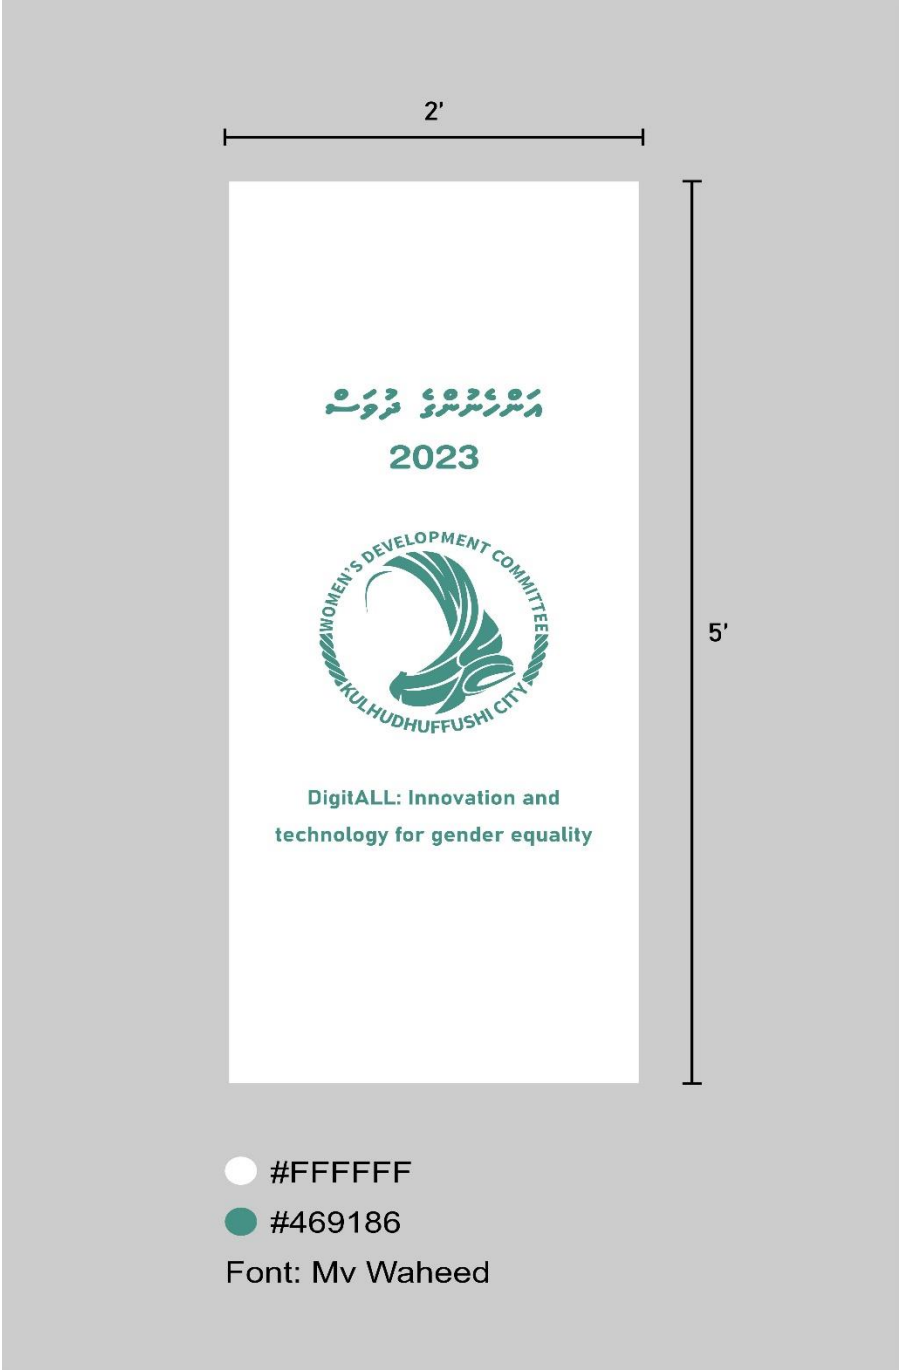 2’
އަންހެނުންގެ ދުވަސް
2023
WOMEN’S DEVELOPMENT COMMITTEE
KULHUDHUFFUSHI CITY
5’
DigitALL: Innovation and
technology for gender equality
#FFFFFF
#469186
Font: Mv Waheed